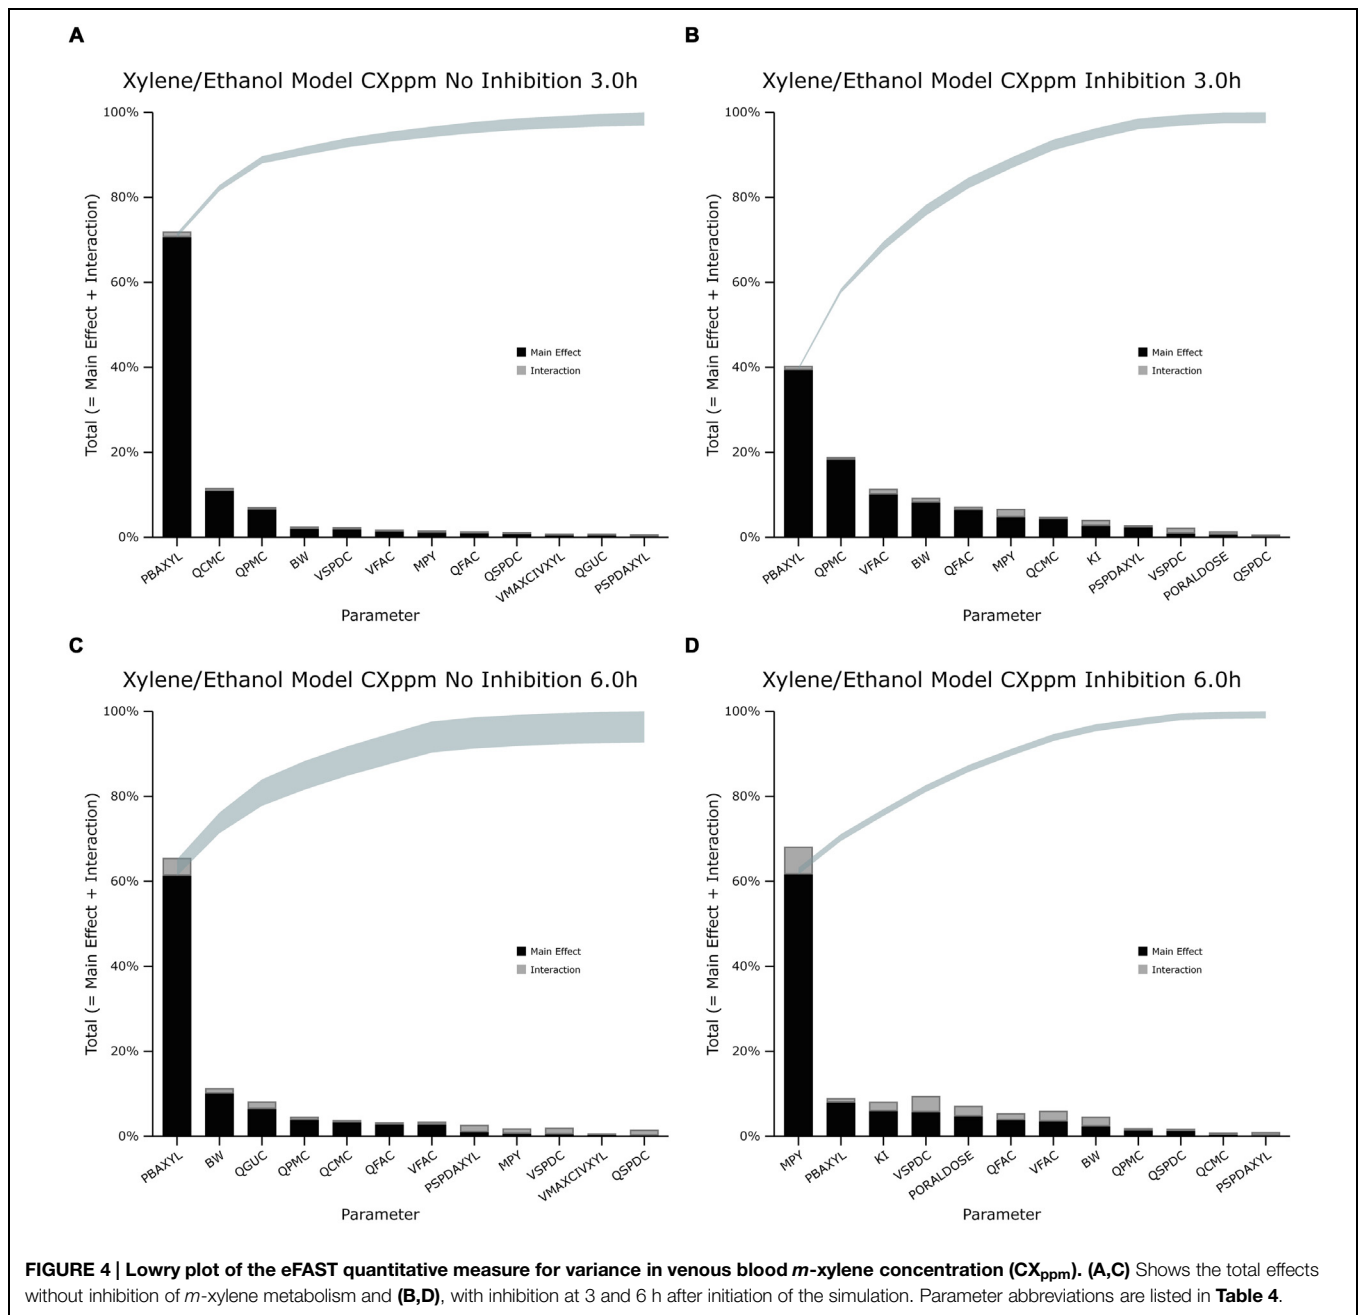 A
Xylene/Ethanol Model CXppm No Inhibition 3.0h
Total (= Main Effect + Interaction)
100%
80%
60%
40%
20%
0%
Main Effect
Interaction
PBAXYL
QCMC
QPMC
BW
VSPDC
VFAC
MPY
QFAC
QSPDC
VMAXCIVXYL
QGUC
PSPDAXYL
Parameter
B
Xylene/Ethanol Model CXppm Inhibition 3.0h
Total (= Main Effect + Interaction)
100%
80%
60%
40%
20%
0%
Main Effect
Interaction
PBAXYL
QPMC
VFAC
BW
QFAC
MPY
QCMC
KI
PSPDAXYL
VSPDC
PORALDOSE
QSPDC
Parameter
C
Xylene/Ethanol Model CXppm No Inhibition 6.0h
Total (= Main Effect + Interaction)
100%
80%
60%
40%
20%
0%
Main Effect
Interaction
PBAXYL
BW
QGUC
QPMC
QCMC
QFAC
VFAC
PSPDAXYL
MPY
VSPDC
VMAXCIVXYL
QSPDC
Parameter
D
Xylene/Ethanol Model CXppm Inhibition 6.0h
Total (= Main Effect + Interaction)
100%
80%
60%
40%
20%
0%
Main Effect
Interaction
MPY
PBAXYL
KI
VSPDC
PORALDOSE
QFAC
VFAC
BW
QPMC
QSPDC
QCMC
PSPDAXYL
Parameter
FIGURE 4 | Lowry plot of the eFAST quantitative measure for variance in venous blood m-xylene concentration (CXppm). (A,C) Shows the total effects
without inhibition of m-xylene metabolism and (B,D), with inhibition at 3 and 6 h after initiation of the simulation. Parameter abbreviations are listed in Table 4.